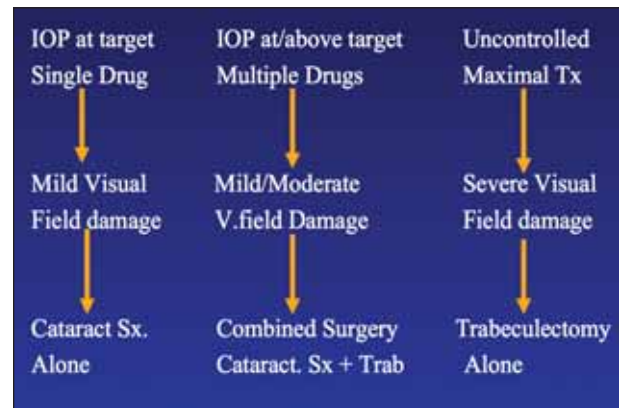 IOP at target
Single Drug
Mild Visual
Field damage
Cataract Sx.
Alone
IOP at/above target
Multiple Drugs
Mild/Moderate
V.field Damage
Combined Surgery
Cataract. Sx + Trab
Uncontrolled
Maximal Tx
Severe Visual
Field damage
Trabeculectomy
Alone